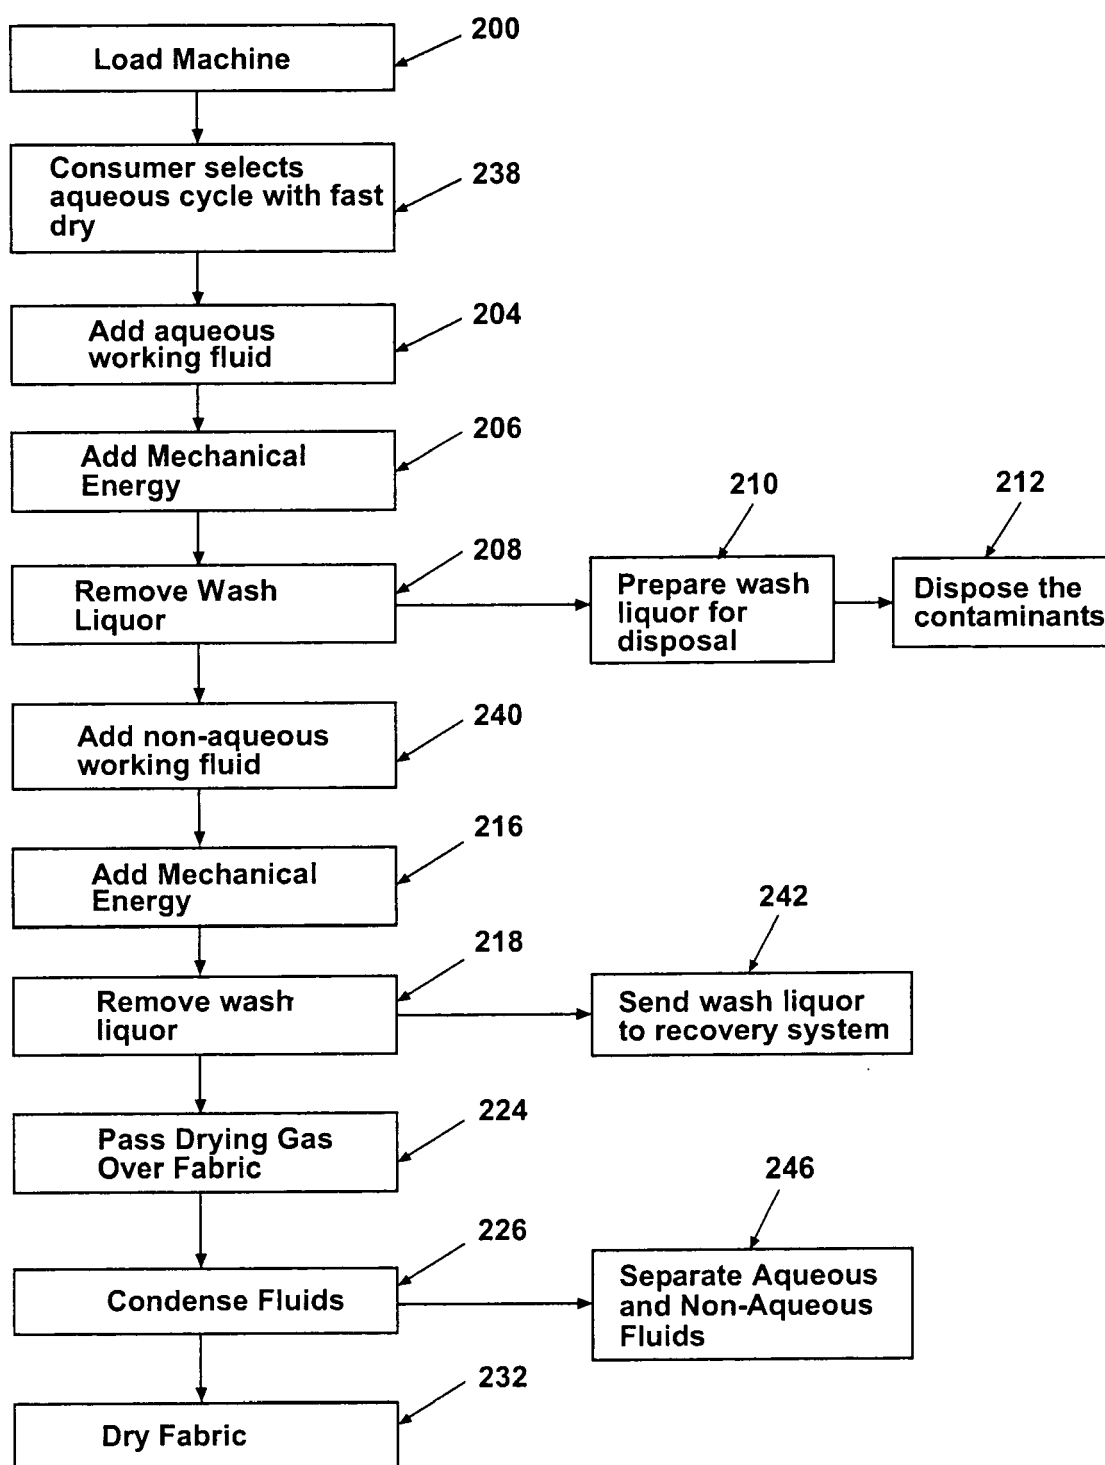 200
Load Machine
238
Consumer selects
aqueous cycle with fast
dry
204
Add aqueous
working fluid
206
Add Mechanical
Energy
208
Remove Wash
Liquor
210
Prepare wash
liquor for
disposal
212
Dispose the
contaminants
240
Add non-aqueous
working fluid
216
Add Mechanical
Energy
218
Remove wash
liquor
242
Send wash liquor
to recovery system
224
Pass Drying Gas
Over Fabric
226
Condense Fluids
246
Separate Aqueous
and Non-Aqueous
Fluids
232
Dry Fabric